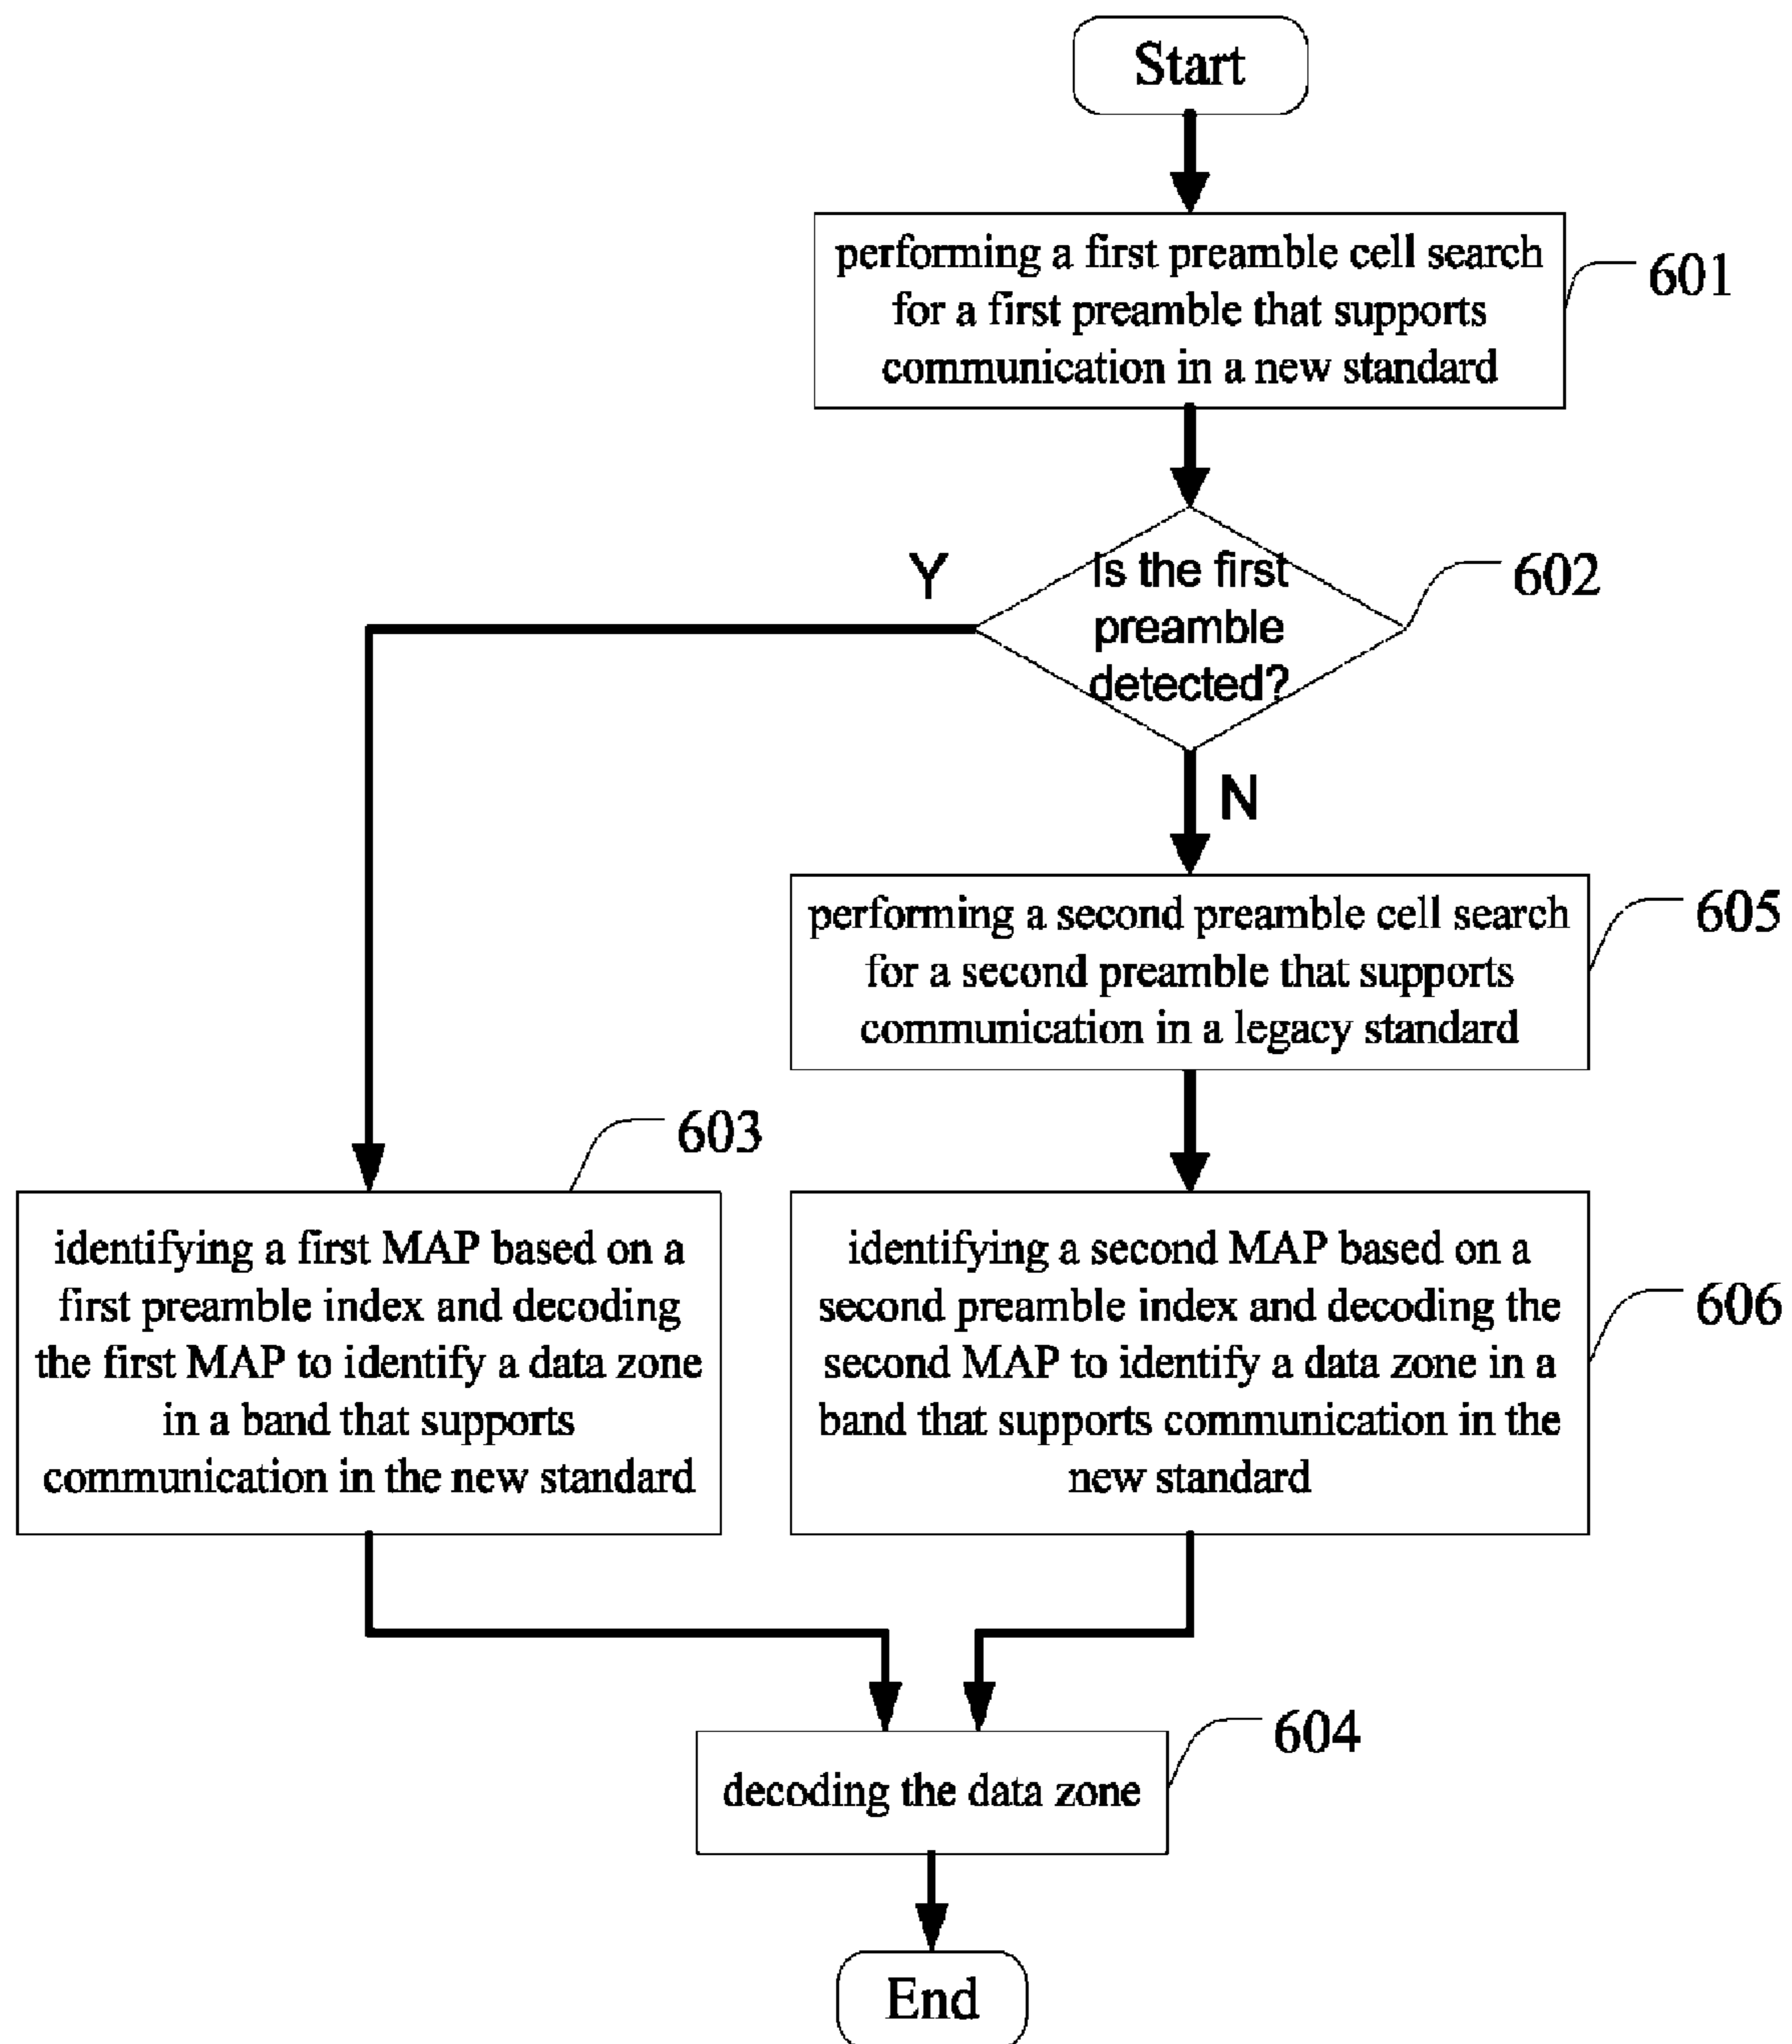 Start
performing a first preamble cell search
for a first preamble that supports
communication in a new standard
601
Is the first
preamble
detected?
602
Y
N
performing a second preamble cell search
for a second preamble that supports
communication in a legacy standard
605
603
identifying a first MAP based on a
first preamble index and decoding
the first MAP to identify a data zone
in a band that supports
communication in the new standard
identifying a second MAP based on a
second preamble index and decoding the
second MAP to identify a data zone in a
band that supports communication in the
new standard
606
decoding the data zone
604
End